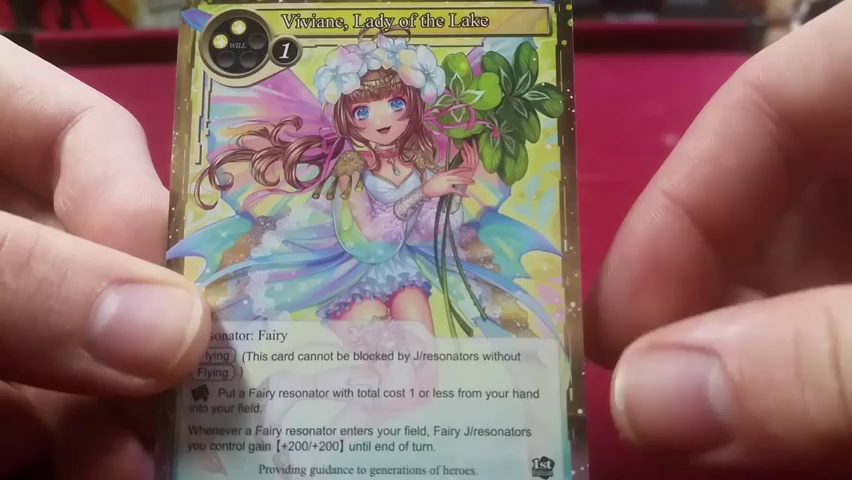 Viviane, Lady of the Lake
WILL
1
sonator: Fairy
lying (This card cannot be blocked by J/resonators without
Flying.)
Put a Fairy resonator with total cost 1 or less from your hand
into your field.
Whenever a Fairy resonator enters your field, Fairy J/resonators
you control gain【+200/+200】until end of turn.
Providing guidance to generations of heroes.
1st